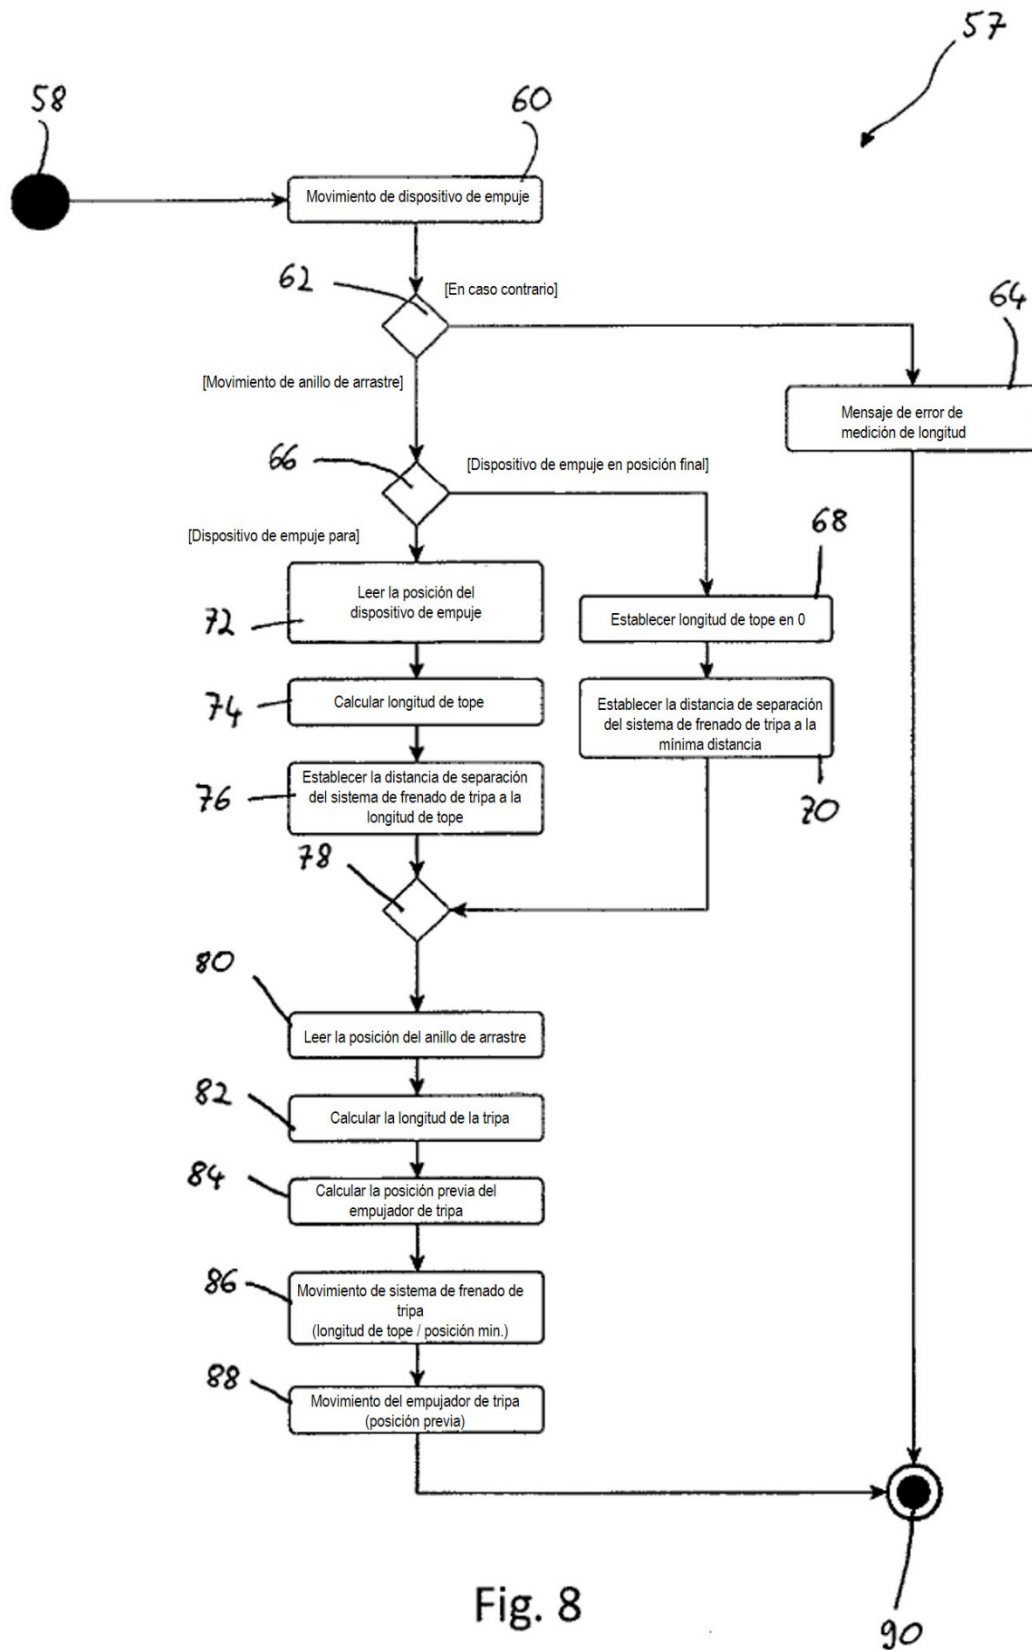 57
58
60
Movimiento de dispositivo de empuje
62
[En caso contrario]
64
[Movimiento de anillo de arrastre]
Mensaje de error de
medición de longitud
66
[Dispositivo de empuje en posición final]
[Dispositivo de empuje para]
68
Leer la posición del
dispositivo de empuje
72
Establecer longitud de tope en 0
74
Calcular longitud de tope
Establecer la distancia de separación
del sistema de frenado de tripa a la
mínima distancia
70
76
Establecer la distancia de separación
del sistema de frenado de tripa a la
longitud de tope
78
80
Leer la posición del anillo de arrastre
82
Calcular la longitud de la tripa
84
Calcular la posición previa del
empujador de tripa
86
Movimiento de sistema de frenado de
tripa
(longitud de tope / posición min.)
88
Movimiento del empujador de tripa
(posición previa)
90
Fig. 8